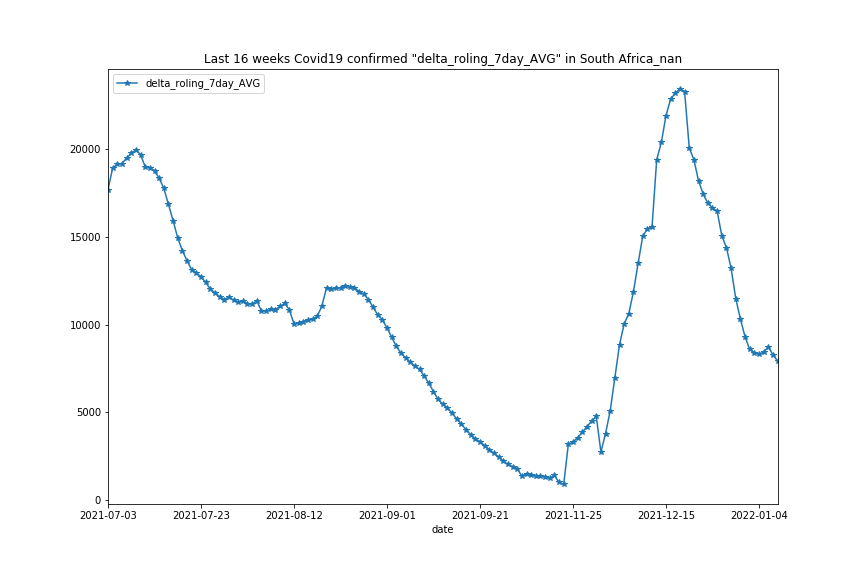 Last 16 weeks Covid19 confirmed "delta_roling_7day_AVG" in South Africa_nan
delta_roling_7day_AVG
20000
15000
10000
5000
0
2021-07-03 2021-07-23 2021-08-12 2021-09-01 2021-09-21 2021-11-25 2021-12-15 2022-01-04
date